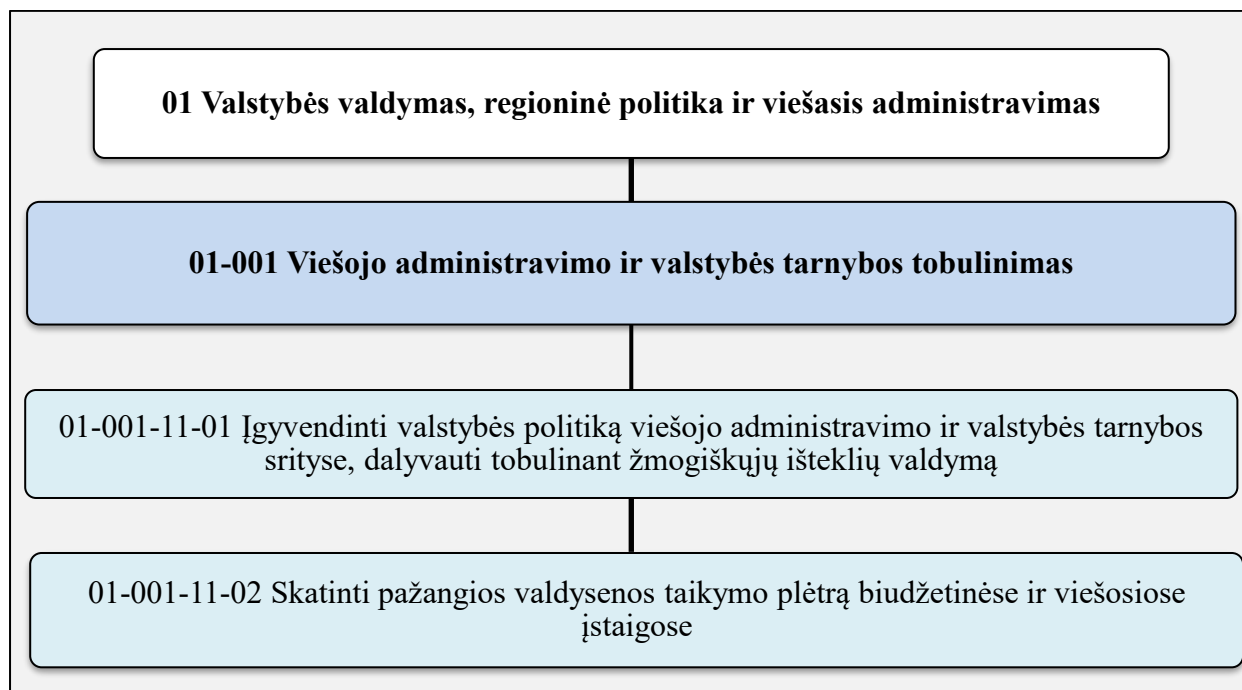 01 Valstybės valdymas, regioninė politika ir viešasis administravimas
01-001 Viešojo administravimo ir valstybės tarnybos tobulinimas
01-001-11-01 Įgyvendinti valstybės politiką viešojo administravimo ir valstybės tarnybos
srityse, dalyvauti tobulinant žmogiškųjų išteklių valdymą
01-001-11-02 Skatinti pažangios valdysenos taikymo plėtrą biudžetinėse ir viešosiose
įstaigose